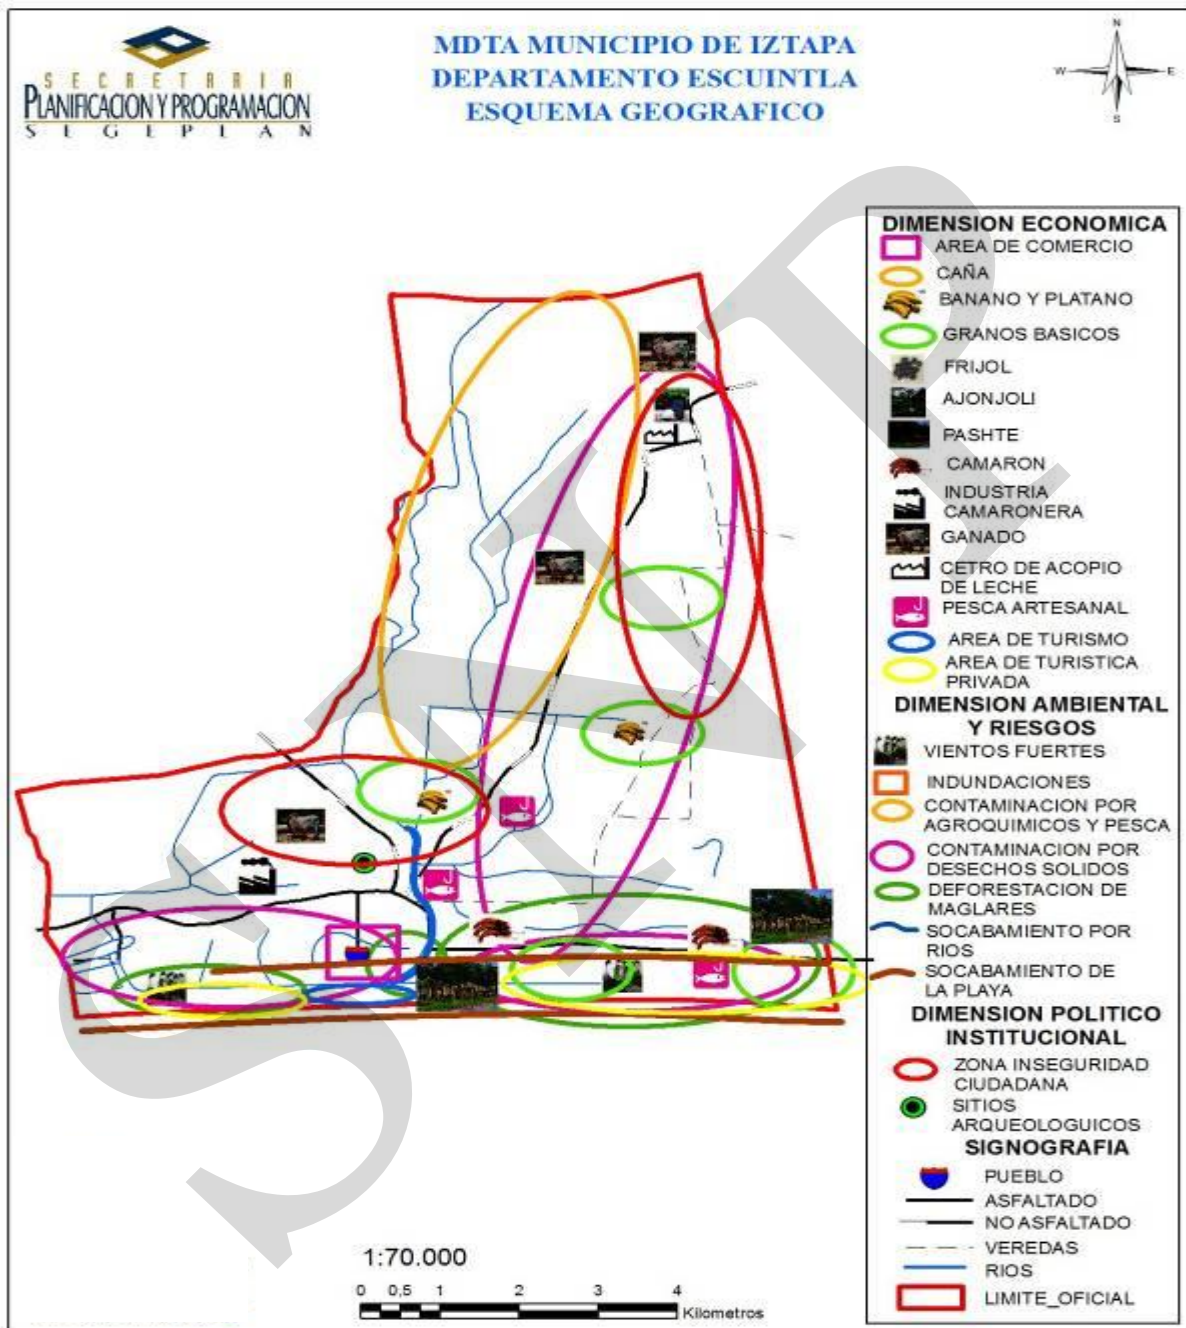 SECRETARIA
PLANIFICACION Y PROGRAMACION
SEGEPLAN
MDTA MUNICIPIO DE IZTAPA
DEPARTAMENTO ESCUINTLA
ESQUEMA GEOGRAFICO
N
W
E
S
DIMENSION ECONOMICA
AREA DE COMERCIO
CAÑA
BANANO Y PLATANO
GRANOS BASICOS
FRIJOL
AJONJOLI
PASHTE
CAMARON
INDUSTRIA
CAMARONERA
GANADO
CETRO DE ACOPIO
DE LECHE
PESCA ARTESANAL
AREA DE TURISMO
AREA DE TURISTICA
PRIVADA
DIMENSION AMBIENTAL
Y RIESGOS
VIENTOS FUERTES
INDUNDACIONES
CONTAMINACION POR
AGROQUIMICOS Y PESCA
CONTAMINACION POR
DESECHOS SOLIDOS
DEFORESTACION DE
MAGLARES
SOCABAMIENTO POR
RIOS
SOCABAMIENTO DE
LA PLAYA
DIMENSION POLITICO
INSTITUCIONAL
ZONA INSEGURIDAD
CIUDADANA
SITIOS
ARQUEOLOGUICOS
SIGNOGRAFIA
PUEBLO
ASFALTADO
NO ASFALTADO
VEREDAS
RIOS
LIMITE_OFICIAL
1:70.000
0 0,5 1 2 3 4
Kilometros